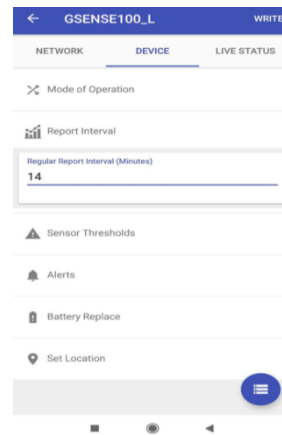 GSENSE100_L WRITE
NETWORK DEVICE LIVE STATUS
Mode of Operation
Report Interval
Regular Report Interval (Minutes)
14
Sensor Thresholds
Alerts
Battery Replace
Set Location